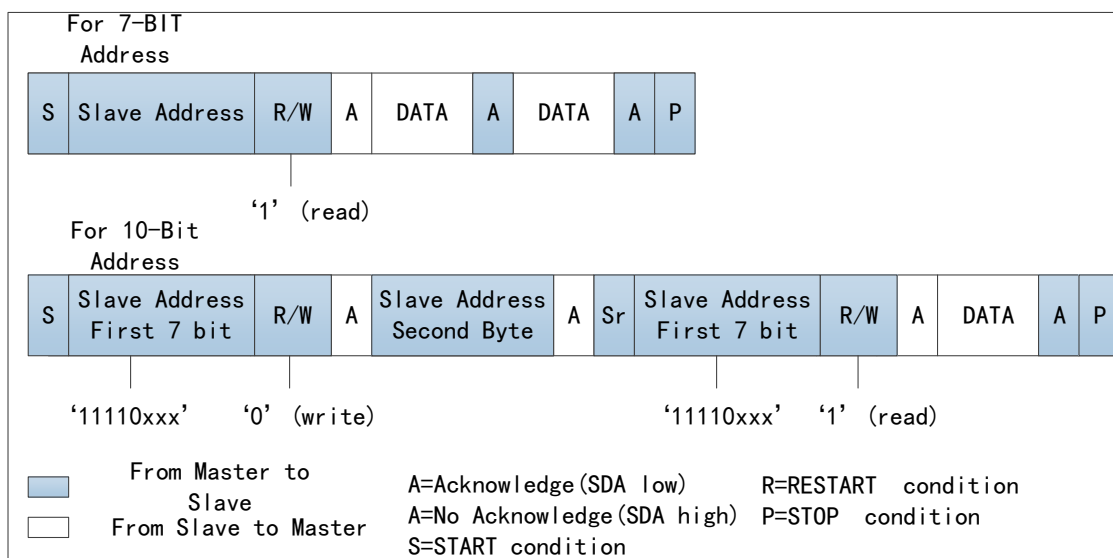 For 7-BIT
Address
S Slave Address R/W A DATA A DATA A P
‘1’ (read)
For 10-Bit
Address
S Slave Address First 7 bit R/W A Slave Address Second Byte A Sr Slave Address First 7 bit R/W A DATA A P
‘11110xxx’ ‘0’ (write) ‘11110xxx’ ‘1’ (read)
From Master to
Slave
From Slave to Master
A=Acknowledge(SDA low)
A=No Acknowledge(SDA high)
S=START condition
R=RESTART condition
P=STOP condition